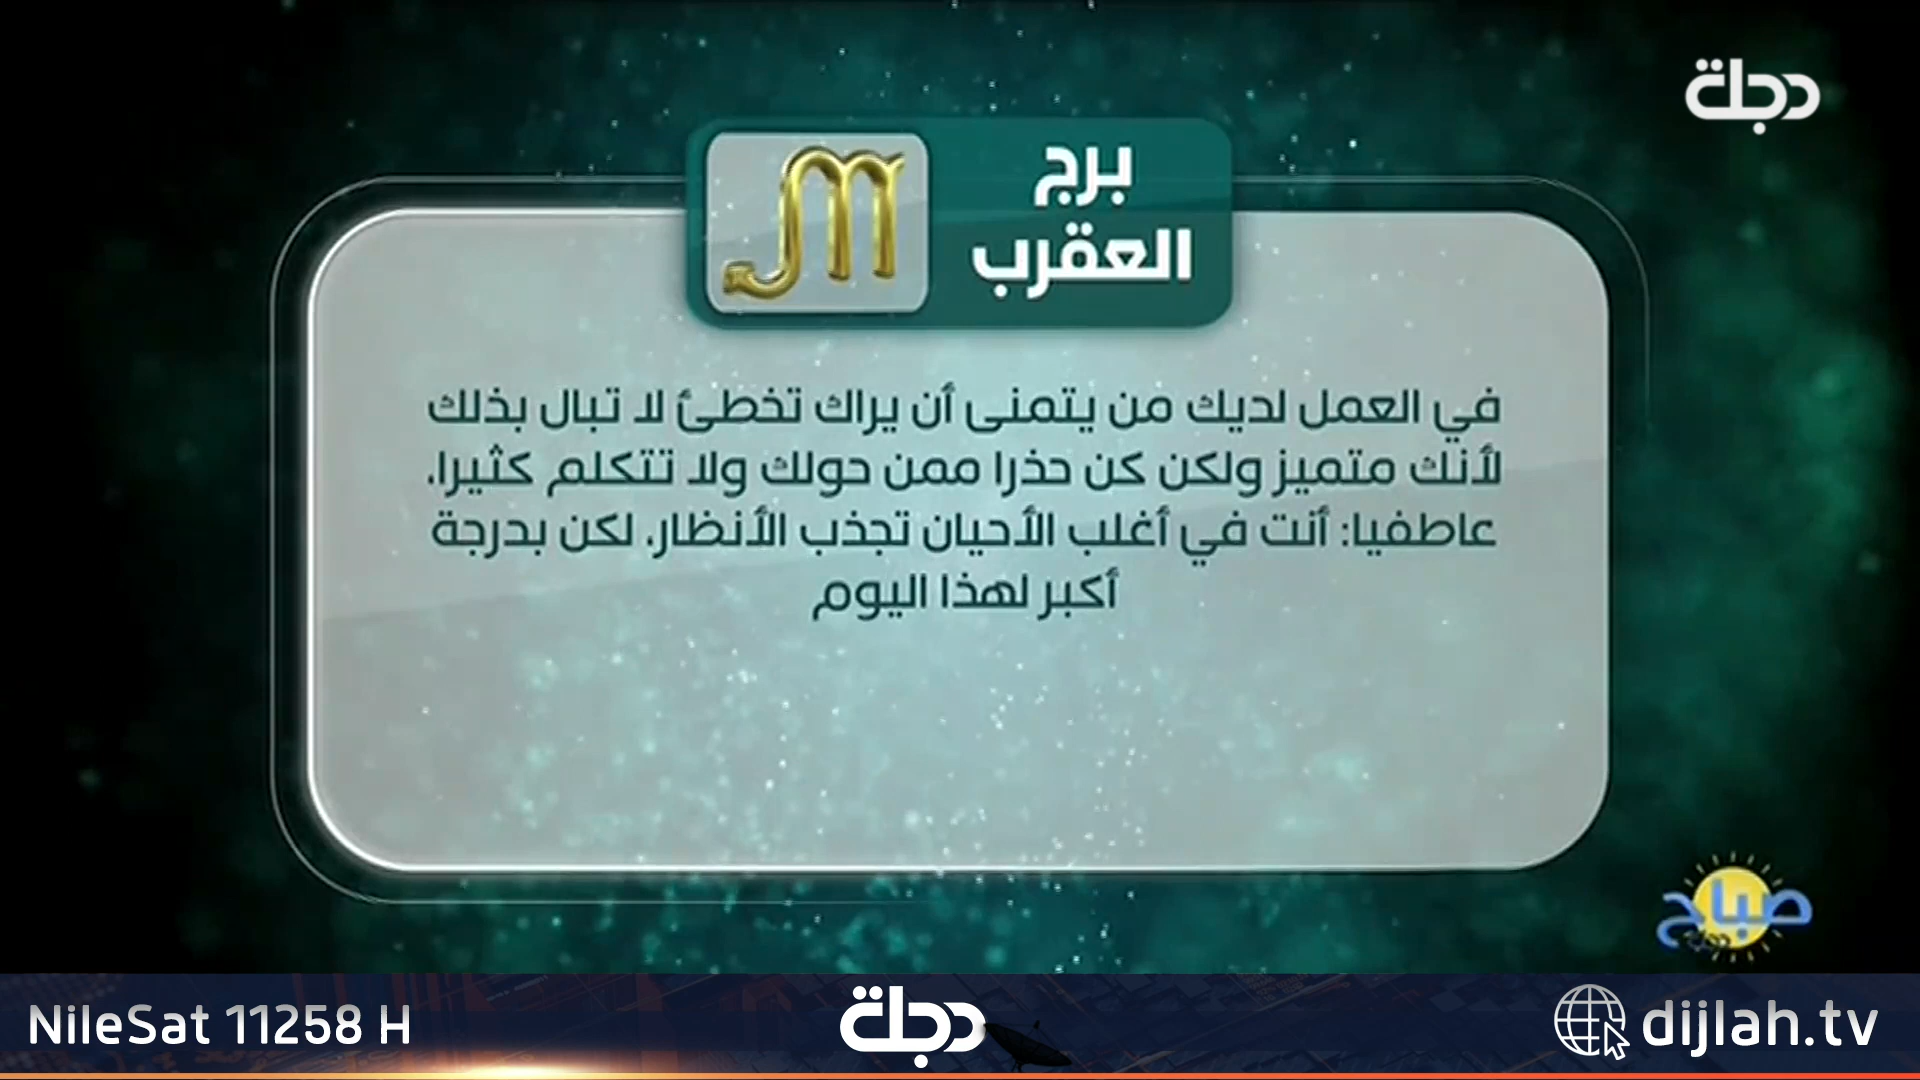 دجلة
برج
العقرب
في العمل لديك من يتمنى أن يراك تخطئ لا تبال بذلك
لأنك متميز ولكن كن حذرا ممن حولك ولا تتكلم كثيرا،
عاطفيا: أنت في أغلب الأحيان تجذب الأنظار، لكن بدرجة
أكبر لهذا اليوم
صباح
دجلة
NileSat 11258 H
دجلة
dijlah.tv